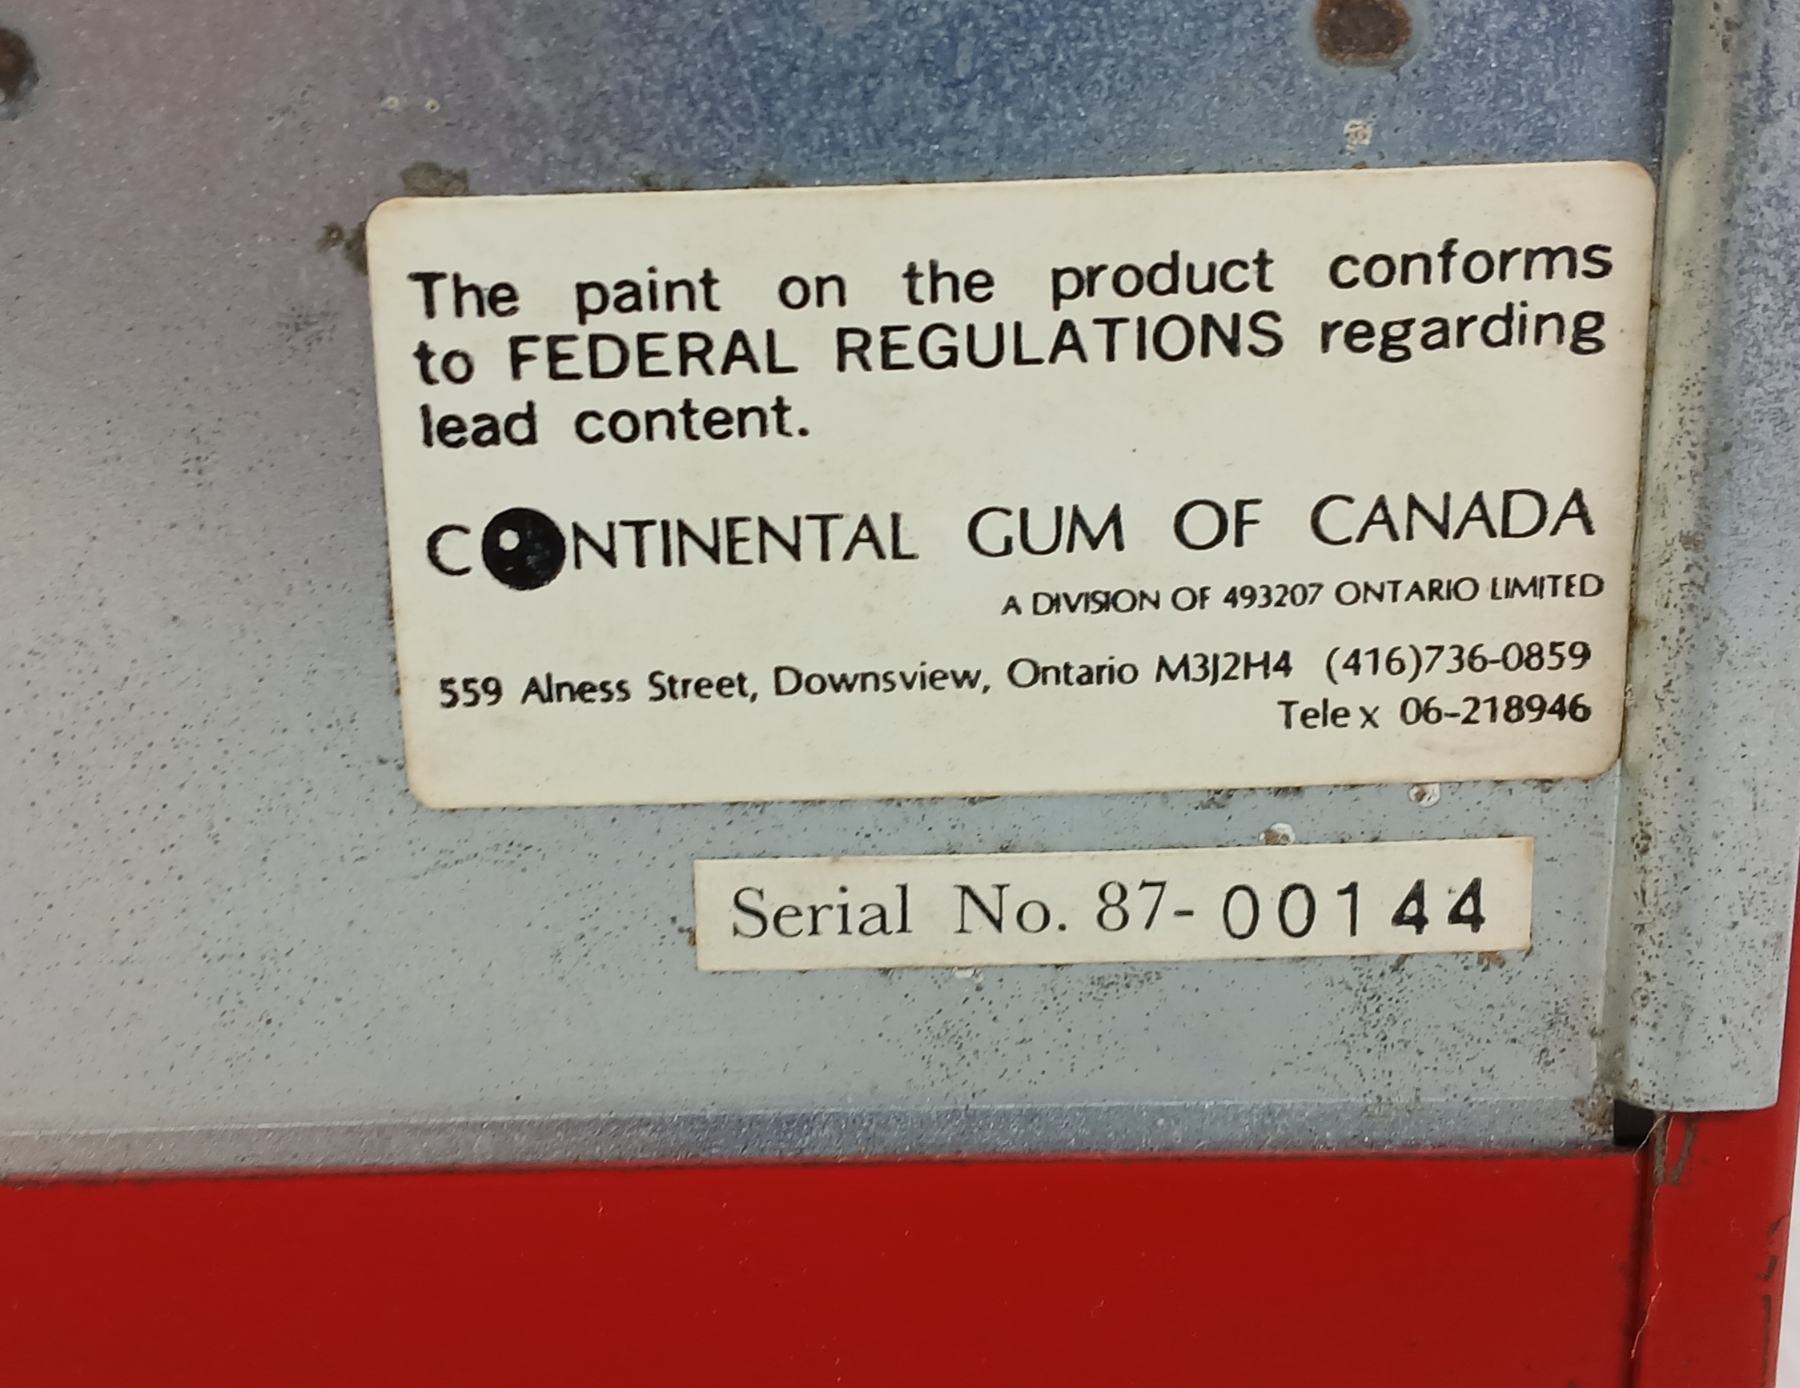 The paint on the product conforms
to FEDERAL REGULATIONS regarding
lead content.
CONTINENTAL GUM OF CANADA
A DIVISION OF 493207 ONTARIO LIMITED
559 Alness Street, Downsview, Ontario M3J2H4 (416)736-0859
Telex 06-218946
Serial No. 87-00144